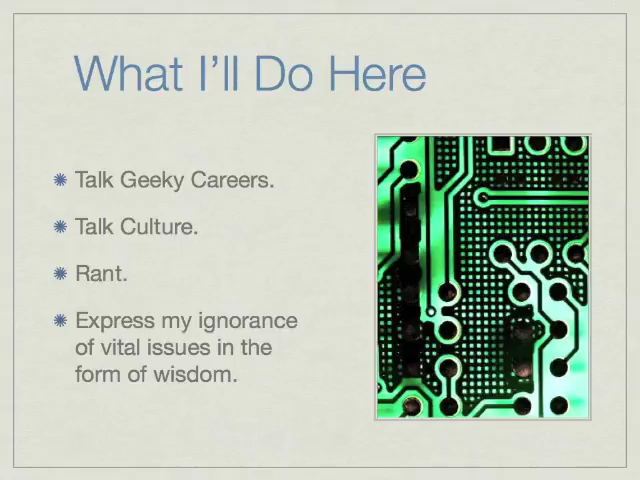 What I’ll Do Here
Talk Geeky Careers.
Talk Culture.
Rant.
Express my ignorance
of vital issues in the
form of wisdom.